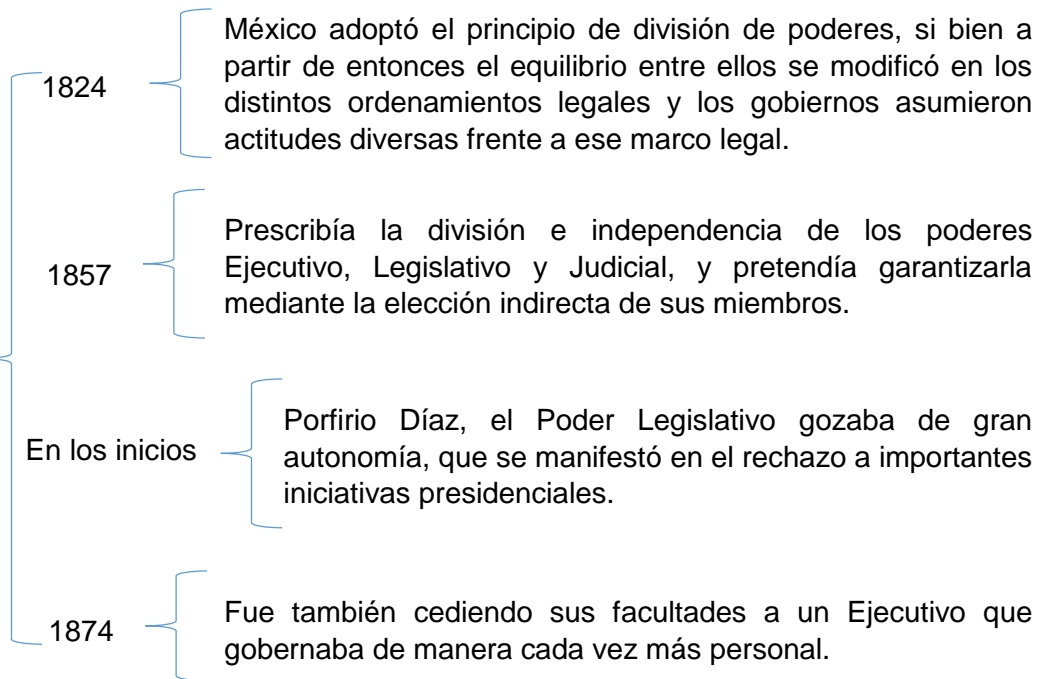 México adoptó el principio de división de poderes, si bien a
partir de entonces el equilibrio entre ellos se modificó en los
1824
distintos ordenamientos legales y los gobiernos asumieron
actitudes diversas frente a ese marco legal.
Prescribía la división e independencia de los poderes
1857
Ejecutivo, Legislativo y Judicial, y pretendía garantizarla
mediante la elección indirecta de sus miembros.
Porfirio Díaz, el Poder Legislativo gozaba de gran
En los inicios
autonomía, que se manifestó en el rechazo a importantes
iniciativas presidenciales.
Fue también cediendo sus facultades a un Ejecutivo que
1874
gobernaba de manera cada vez más personal.